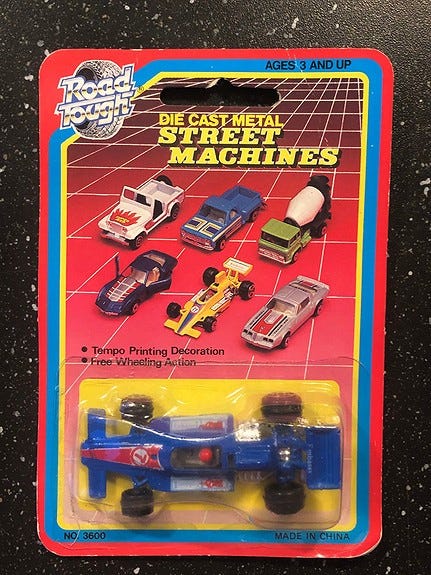 AGES 3 AND UP
Road
Tough
DIE CAST METAL
STREET
MACHINES
• Tempo Printing Decoration
• Free Wheeling Action
NO. 3600
MADE IN CHINA